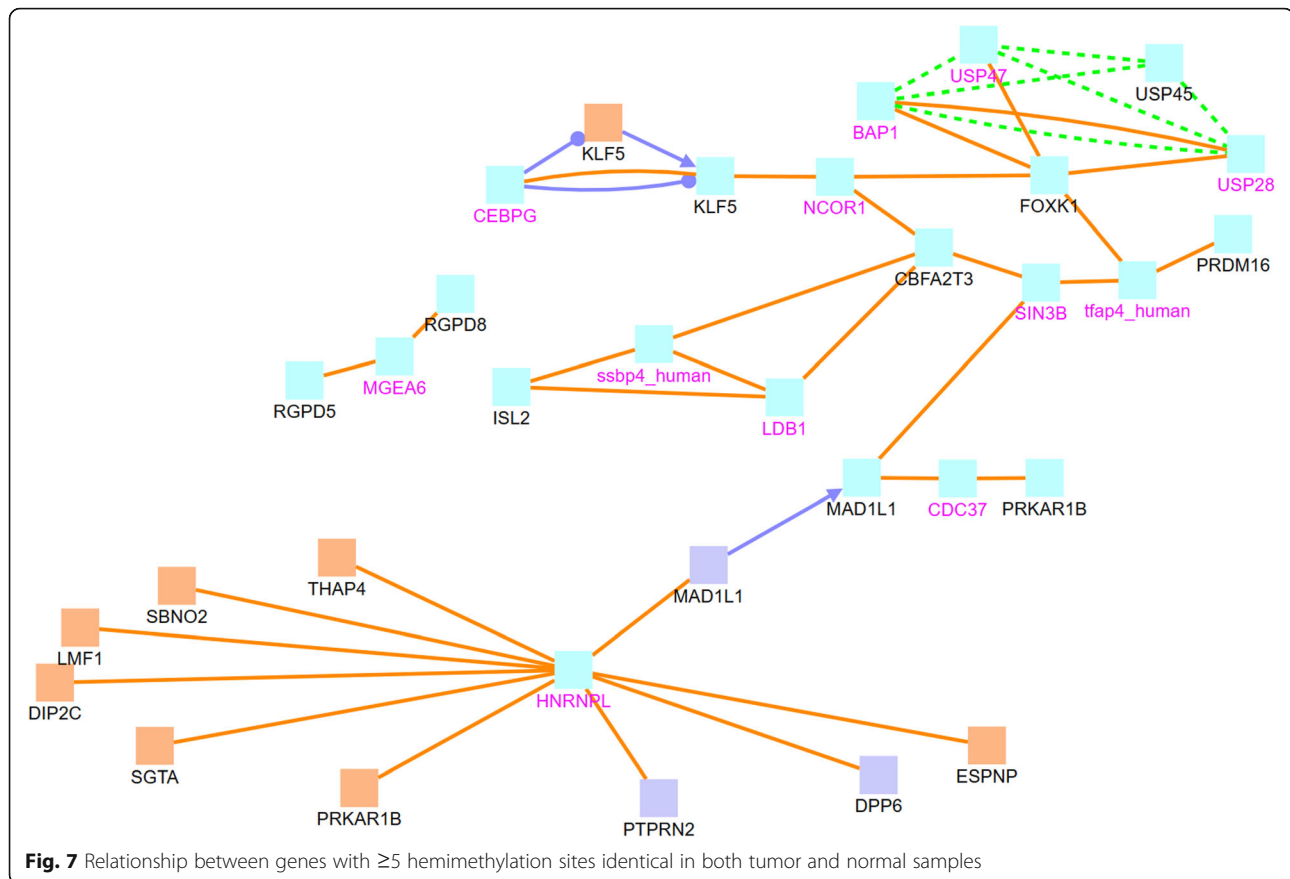 USP47
USP45
BAP1
KLF5
USP28
CEBPG
KLF5
NCOR1
FOXK1
PRDM16
CBFA2T3
SIN3B
tfap4_human
RGPD8
MGEA6
RGPD5
ssbp4_human
ISL2
LDB1
MAD1L1
CDC37
PRKAR1B
THAP4
MAD1L1
SBNO2
LMF1
HNRNPL
DIP2C
SGTA
ESPNP
PRKAR1B
PTPRN2
DPP6
Fig. 7 Relationship between genes with ≥5 hemimethylation sites identical in both tumor and normal samples